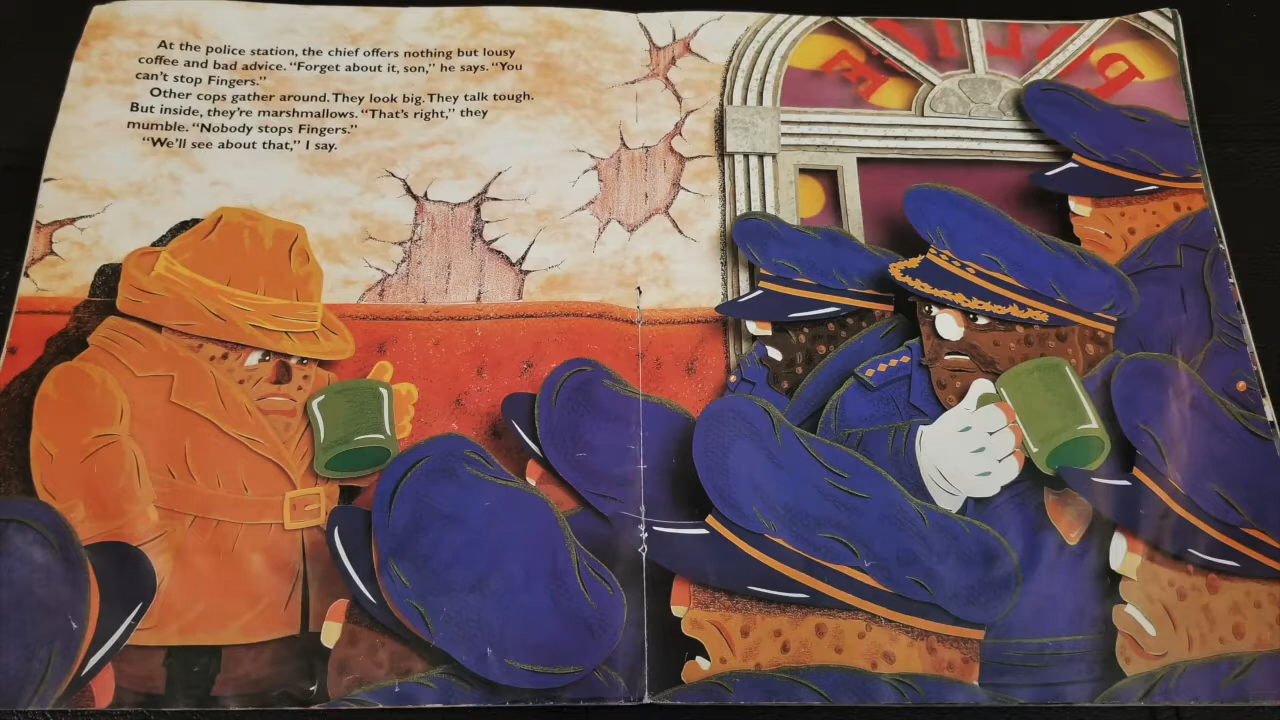 At the police station, the chief offers nothing but lousy
coffee and bad advice. “Forget about it, son,” he says. “You
can’t stop Fingers.”
Other cops gather around. They look big. They talk tough.
But inside, they’re marshmallows. “That’s right,” they
mumble. “Nobody stops Fingers.”
“We’ll see about that,” I say.
POLICE